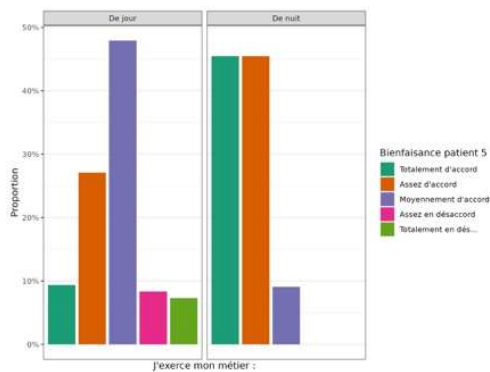 De jour
De nuit
50%
40%
30%
20%
10%
0%
Proportion
J'exerce mon métier :
Bienfaisance patient 5
Totalement d'accord
Assez d'accord
Moyennement d'accord
Assez en désaccord
Totalement en dés...